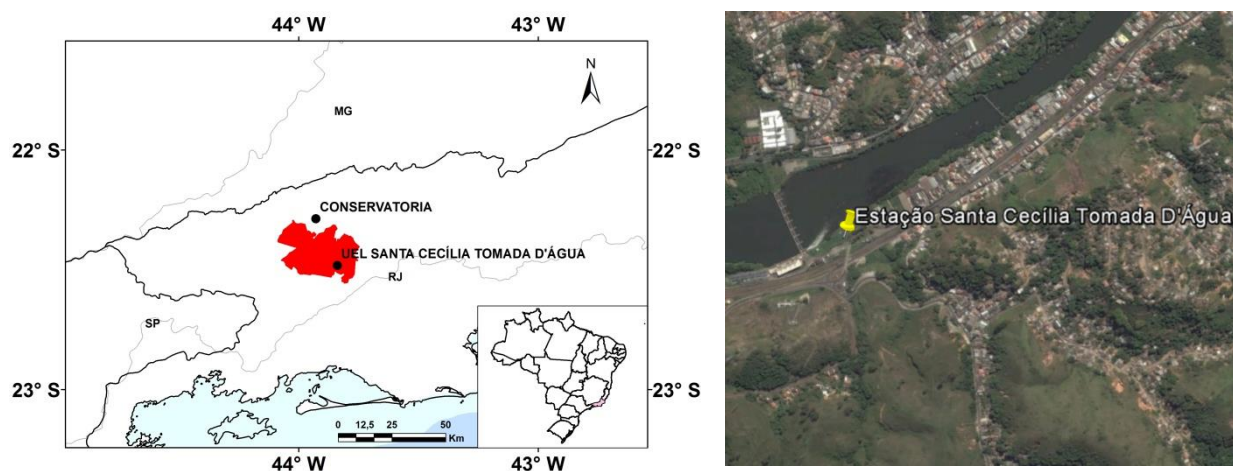 44° W
43° W
N
MG
22° S
22° S
CONSERVATORIA
UEL SANTA CECÍLIA TOMADA D'ÁGUA
RJ
SP
23° S
23° S
0 12,5 25 50
Km
44° W
43° W
Estação Santa Cecília Tomada D'Água